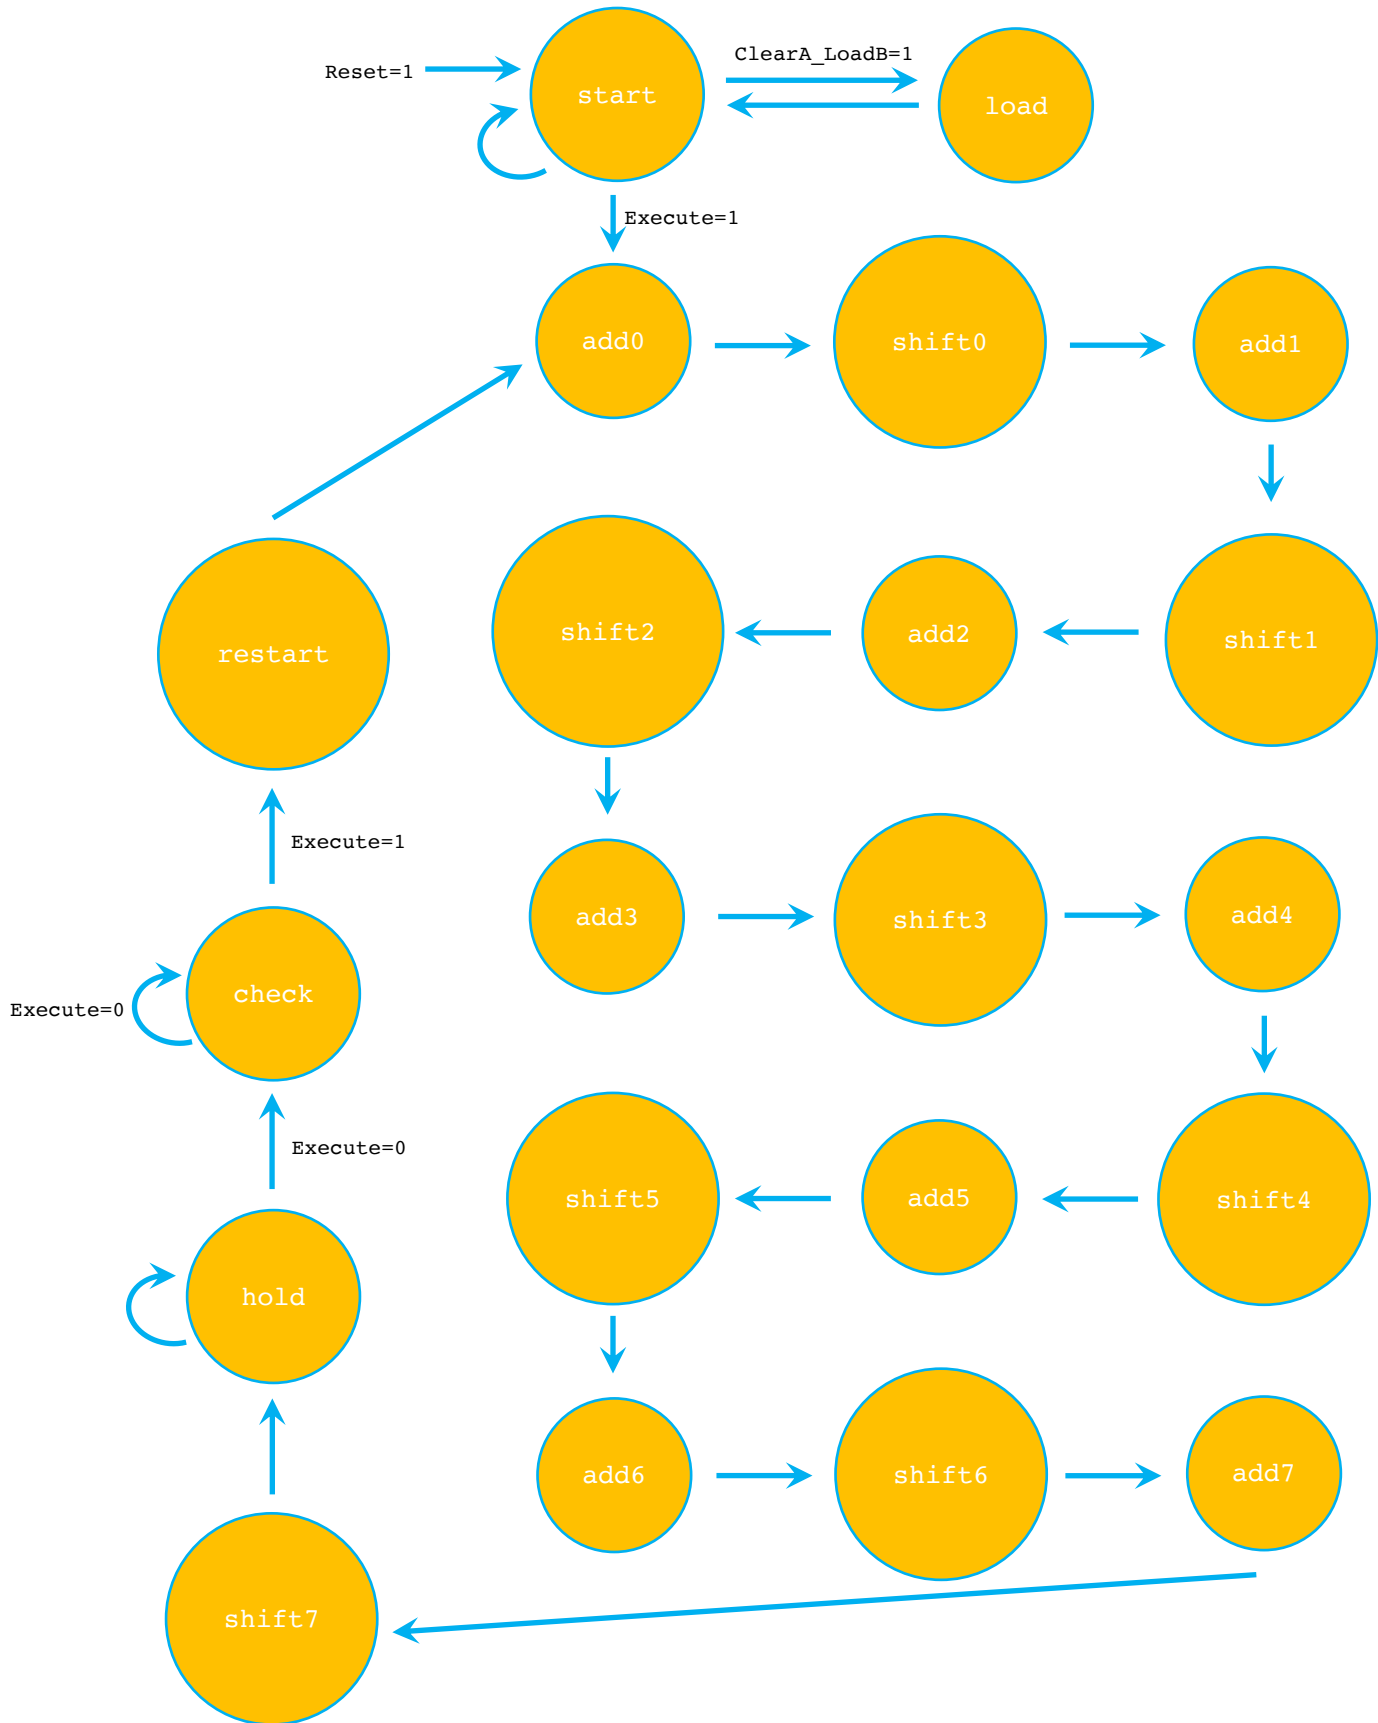 ClearA_LoadB=1
Reset=1
start
load
Execute=1
add0
shift0
add1
shift2
add2
shift1
restart
Execute=1
add3
shift3
add4
check
Execute=0
Execute=0
shift5
add5
shift4
hold
add6
shift6
add7
shift7